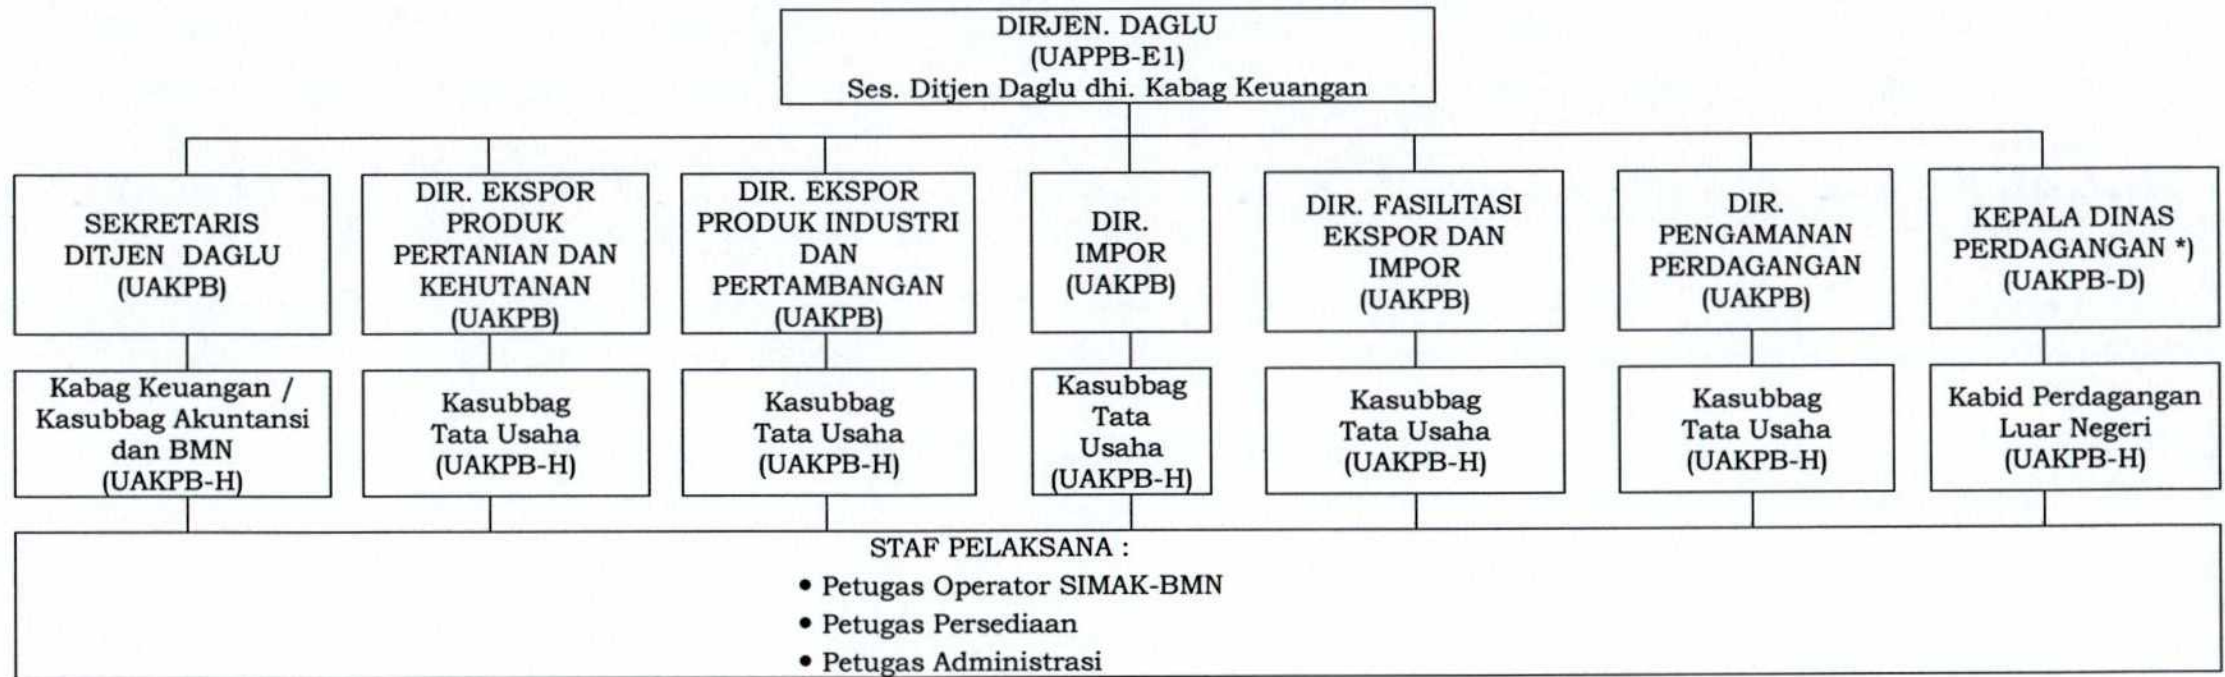 DIRJEN. DAGLU
(UAPPB-E1)
Ses. Ditjen Daglu dhi. Kabag Keuangan
SEKRETARIS
DITJEN DAGLU
(UAKPB)
DIR. EKSPOR
PRODUK
PERTANIAN DAN
KEHUTANAN
(UAKPB)
DIR. EKSPOR
PRODUK INDUSTRI
DAN
PERTAMBANGAN
(UAKPB)
DIR.
IMPOR
(UAKPB)
DIR. FASILITASI
EKSPOR DAN
IMPOR
(UAKPB)
DIR.
PENGAMANAN
PERDAGANGAN
(UAKPB)
KEPALA DINAS
PERDAGANGAN *)
(UAKPB-D)
Kabag Keuangan /
Kasubbag Akuntansi
dan BMN
(UAKPB-H)
Kasubbag
Tata Usaha
(UAKPB-H)
Kasubbag
Tata Usaha
(UAKPB-H)
Kasubbag
Tata
Usaha
(UAKPB-H)
Kasubbag
Tata Usaha
(UAKPB-H)
Kasubbag
Tata Usaha
(UAKPB-H)
Kabid Perdagangan
Luar Negeri
(UAKPB-H)
STAF PELAKSANA :
• Petugas Operator SIMAK-BMN
• Petugas Persediaan
• Petugas Administrasi